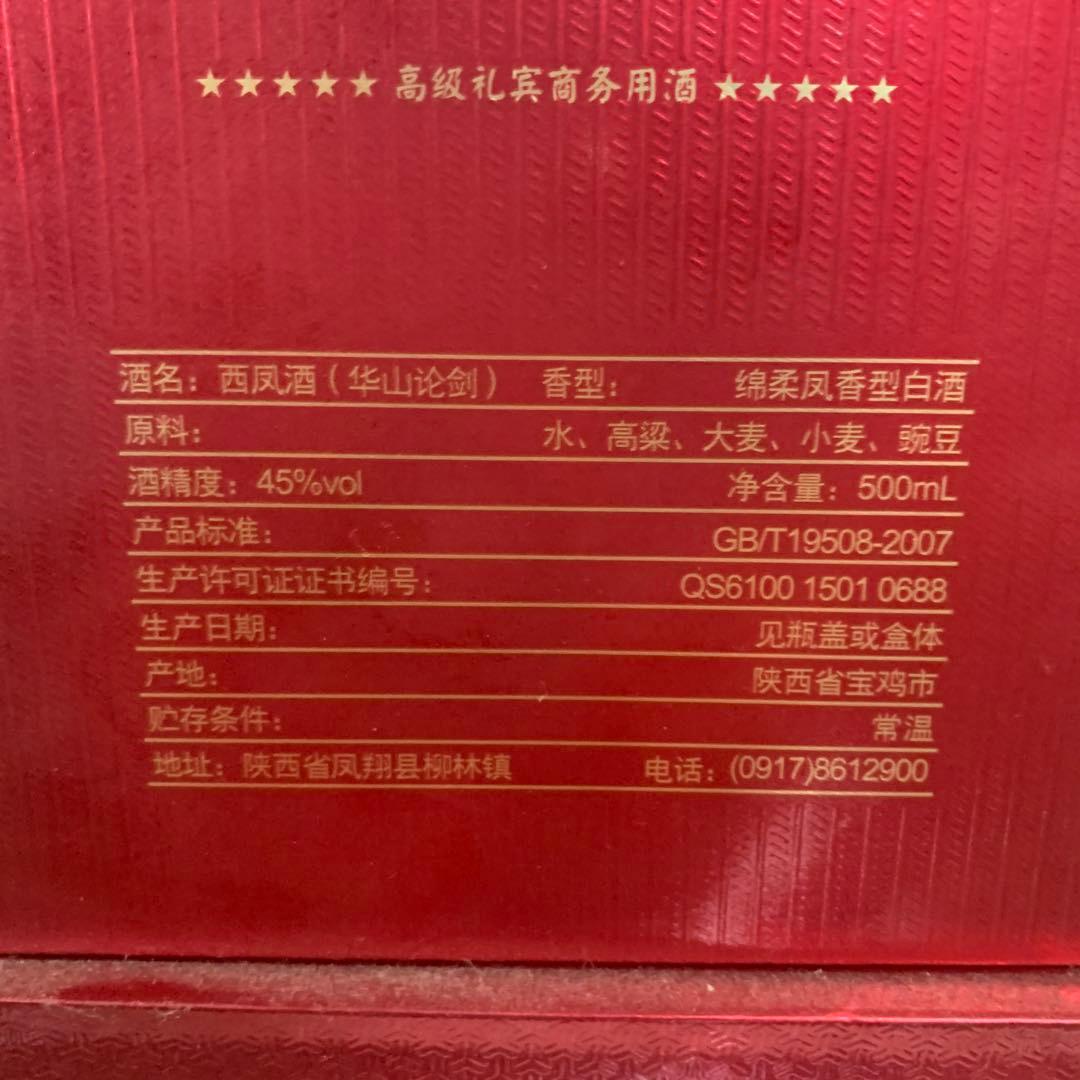 ★★★★★ 高级礼宾商务用酒 ★★★★★
酒名：西凤酒（华山论剑） 香型： 绵柔凤香型白酒
原料： 水、高粱、大麦、小麦、豌豆
酒精度：45%vol 净含量：500mL
产品标准： GB/T19508-2007
生产许可证证书编号： QS6100 1501 0688
生产日期： 见瓶盖或盒体
产地： 陕西省宝鸡市
贮存条件： 常温
地址：陕西省凤翔县柳林镇 电话：(0917)8612900